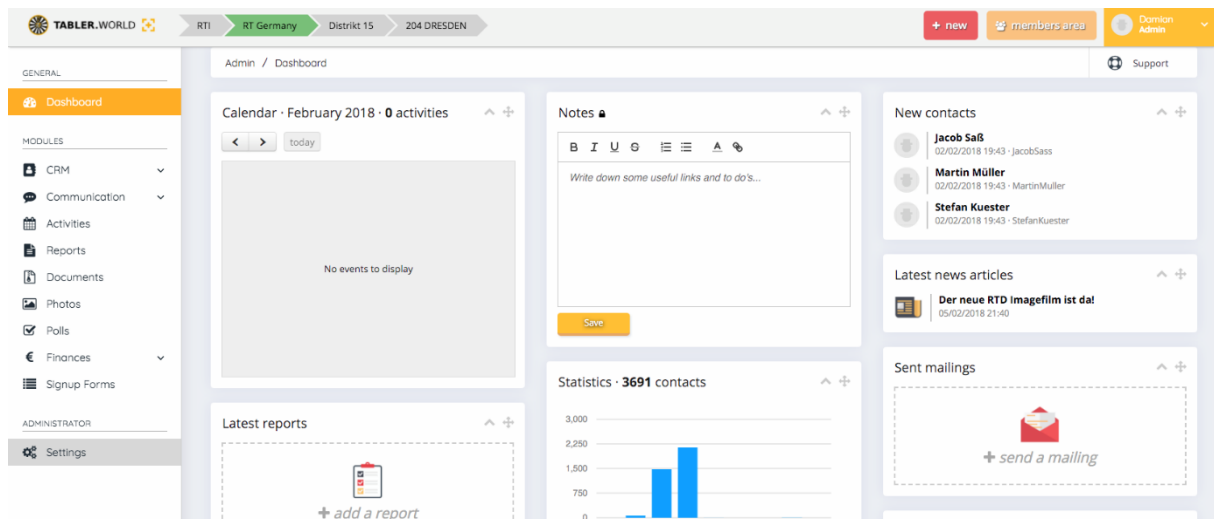 TABLER.WORLD
RTI
RT Germany
Distrikt 15
204 DRESDEN
+ new
members area
Damian
Admin
GENERAL
Dashboard
MODULES
CRM
Communication
Activities
Reports
Documents
Photos
Polls
€ Finances
Signup Forms
ADMINISTRATOR
Settings
Admin / Dashboard
Support
Calendar · February 2018 · 0 activities
today
No events to display
Latest reports
+ add a report
Notes
B I U S A
Write down some useful links and to do's...
Save
Statistics · 3691 contacts
3,000
2,250
1,500
750
0
New contacts
Jacob Saß
02/02/2018 19:43 · JacobSass
Martin Müller
02/02/2018 19:43 · MartinMuller
Stefan Kuester
02/02/2018 19:43 · StefanKuester
Latest news articles
Der neue RTD Imagefilm ist da!
05/02/2018 21:40
Sent mailings
+ send a mailing